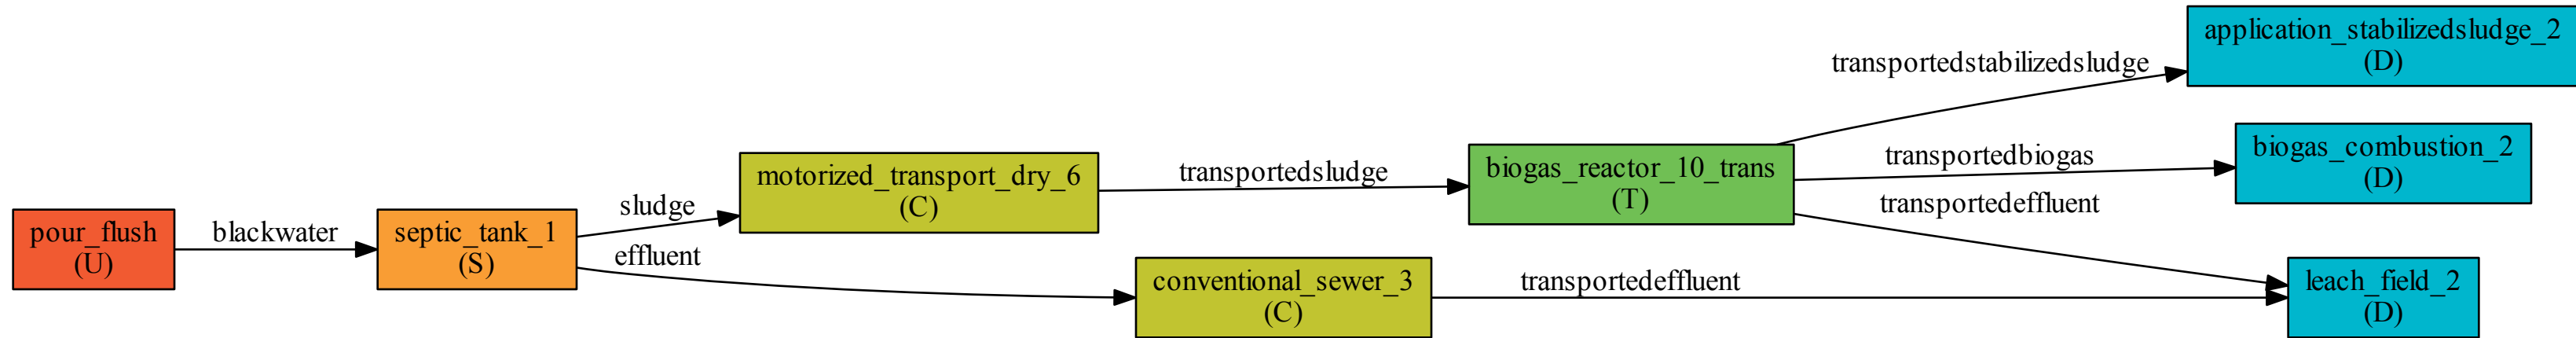 pour_flush
(U)
blackwater
septic_tank_1
(S)
sludge
effluent
motorized_transport_dry_6
(C)
conventional_sewer_3
(C)
transportedsludge
transportedeffluent
biogas_reactor_10_trans
(T)
transportedstabilizedsludge
transportedbiogas
transportedeffluent
application_stabilizedsludge_2
(D)
biogas_combustion_2
(D)
leach_field_2
(D)